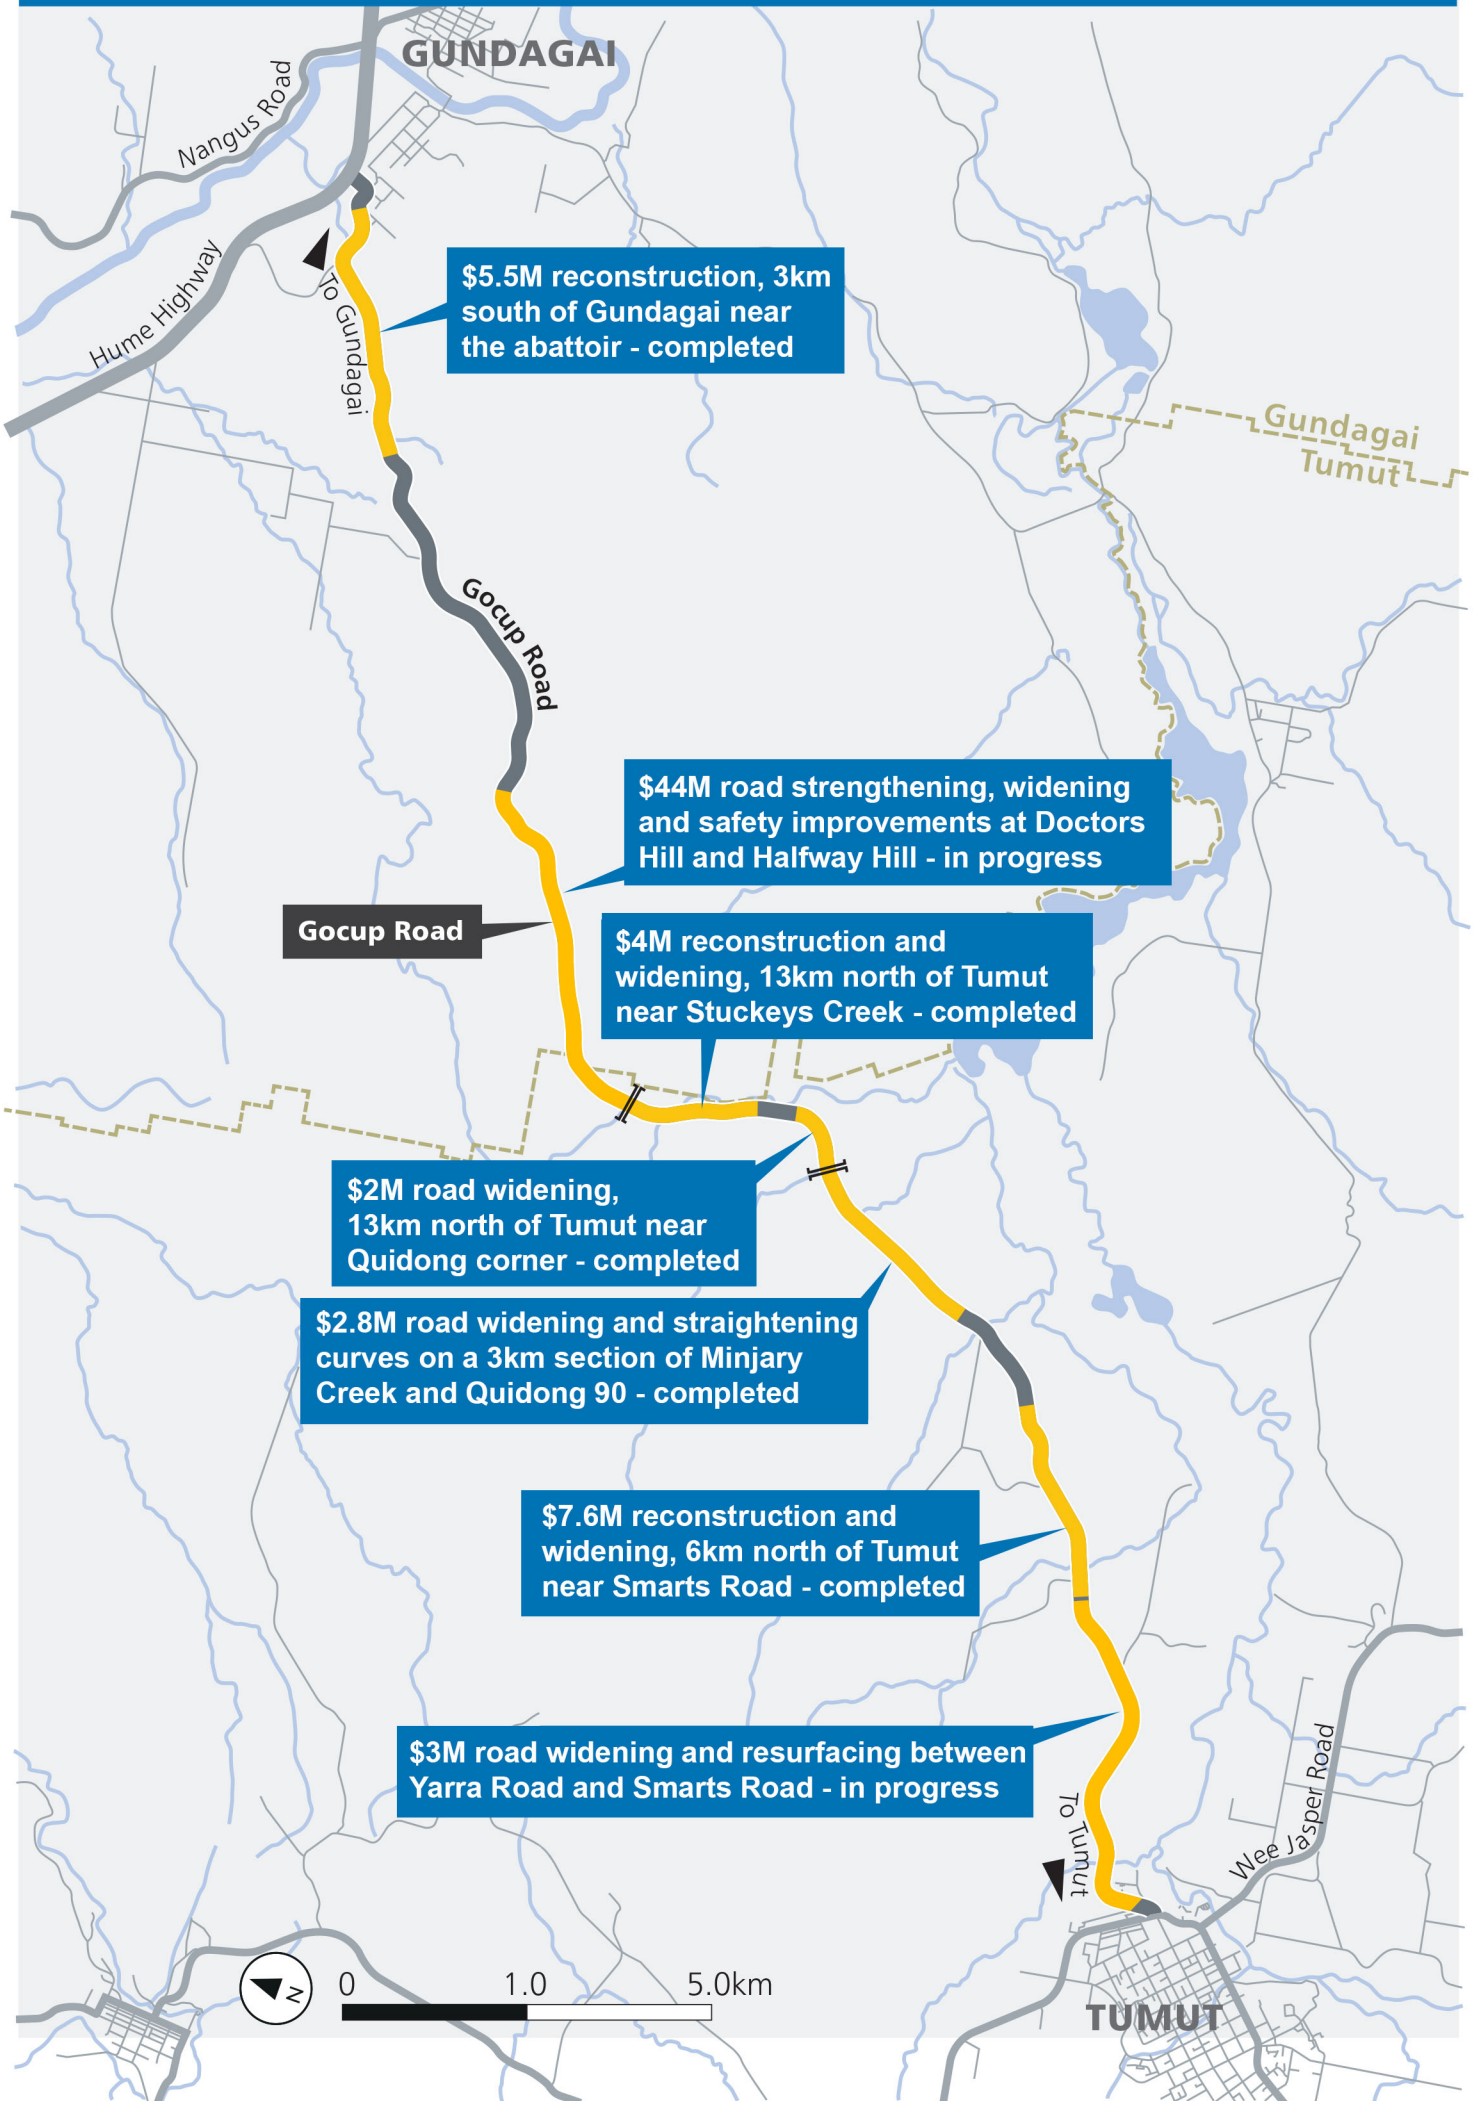 GUNDAGAI
Nangus Road
Hume Highway
To Gundagai
$5.5M reconstruction, 3km
south of Gundagai near
the abattoir - completed
Gundagai
Tumut
Gocup Road
$44M road strengthening, widening
and safety improvements at Doctors
Hill and Halfway Hill - in progress
Gocup Road
$4M reconstruction and
widening, 13km north of Tumut
near Stuckeys Creek - completed
$2M road widening,
13km north of Tumut near
Quidong corner - completed
$2.8M road widening and straightening
curves on a 3km section of Minjary
Creek and Quidong 90 - completed
$7.6M reconstruction and
widening, 6km north of Tumut
near Smarts Road - completed
$3M road widening and resurfacing between
Yarra Road and Smarts Road - in progress
To Tumut
Wee Jasper Road
N
0 1.0 5.0km
TUMUT